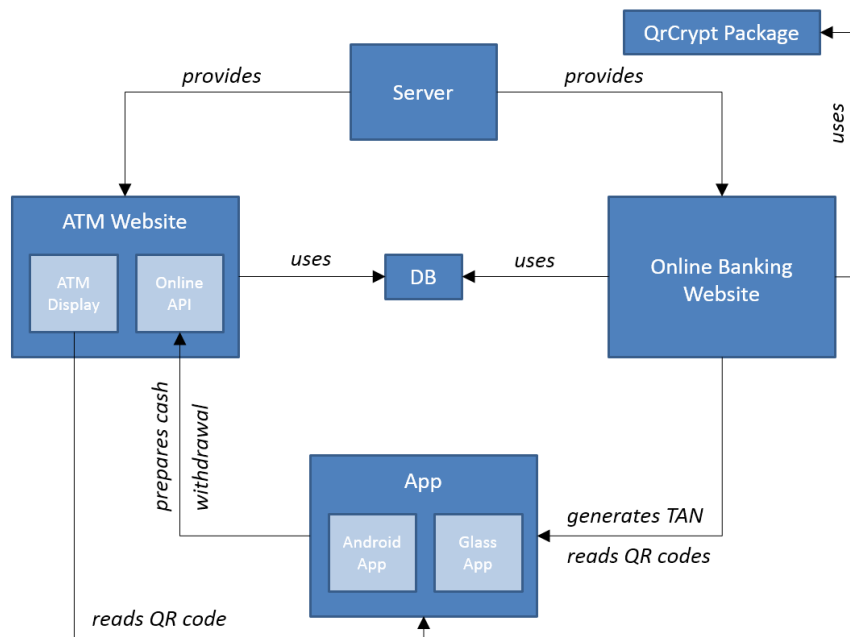 QrCrypt Package
provides
Server
provides
uses
ATM Website
ATM
Display
Online
API
uses
DB
uses
Online Banking
Website
prepares cash
withdrawal
App
Android
App
Glass
App
generates TAN
reads QR codes
reads QR code